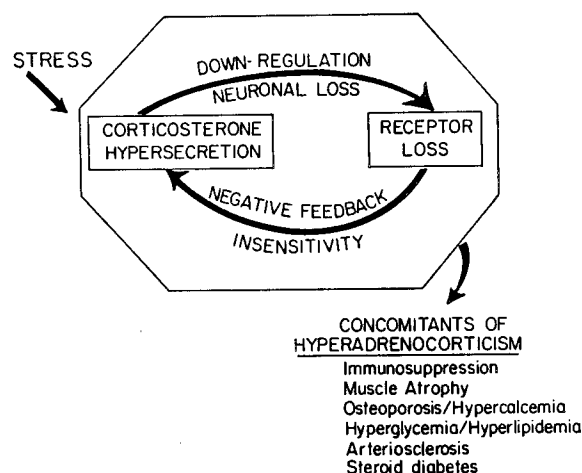 STRESS
DOWN-REGULATION
NEURONAL LOSS
CORTICOSTERONE
HYPERSECRETION
RECEPTOR
LOSS
NEGATIVE FEEDBACK
INSENSITIVITY
CONCOMITANTS OF
HYPERADRENOCORTICISM
Immunosuppression
Muscle Atrophy
Osteoporosis/Hypercalcemia
Hyperglycemia/Hyperlipidemia
Arteriosclerosis
Steroid diabetes